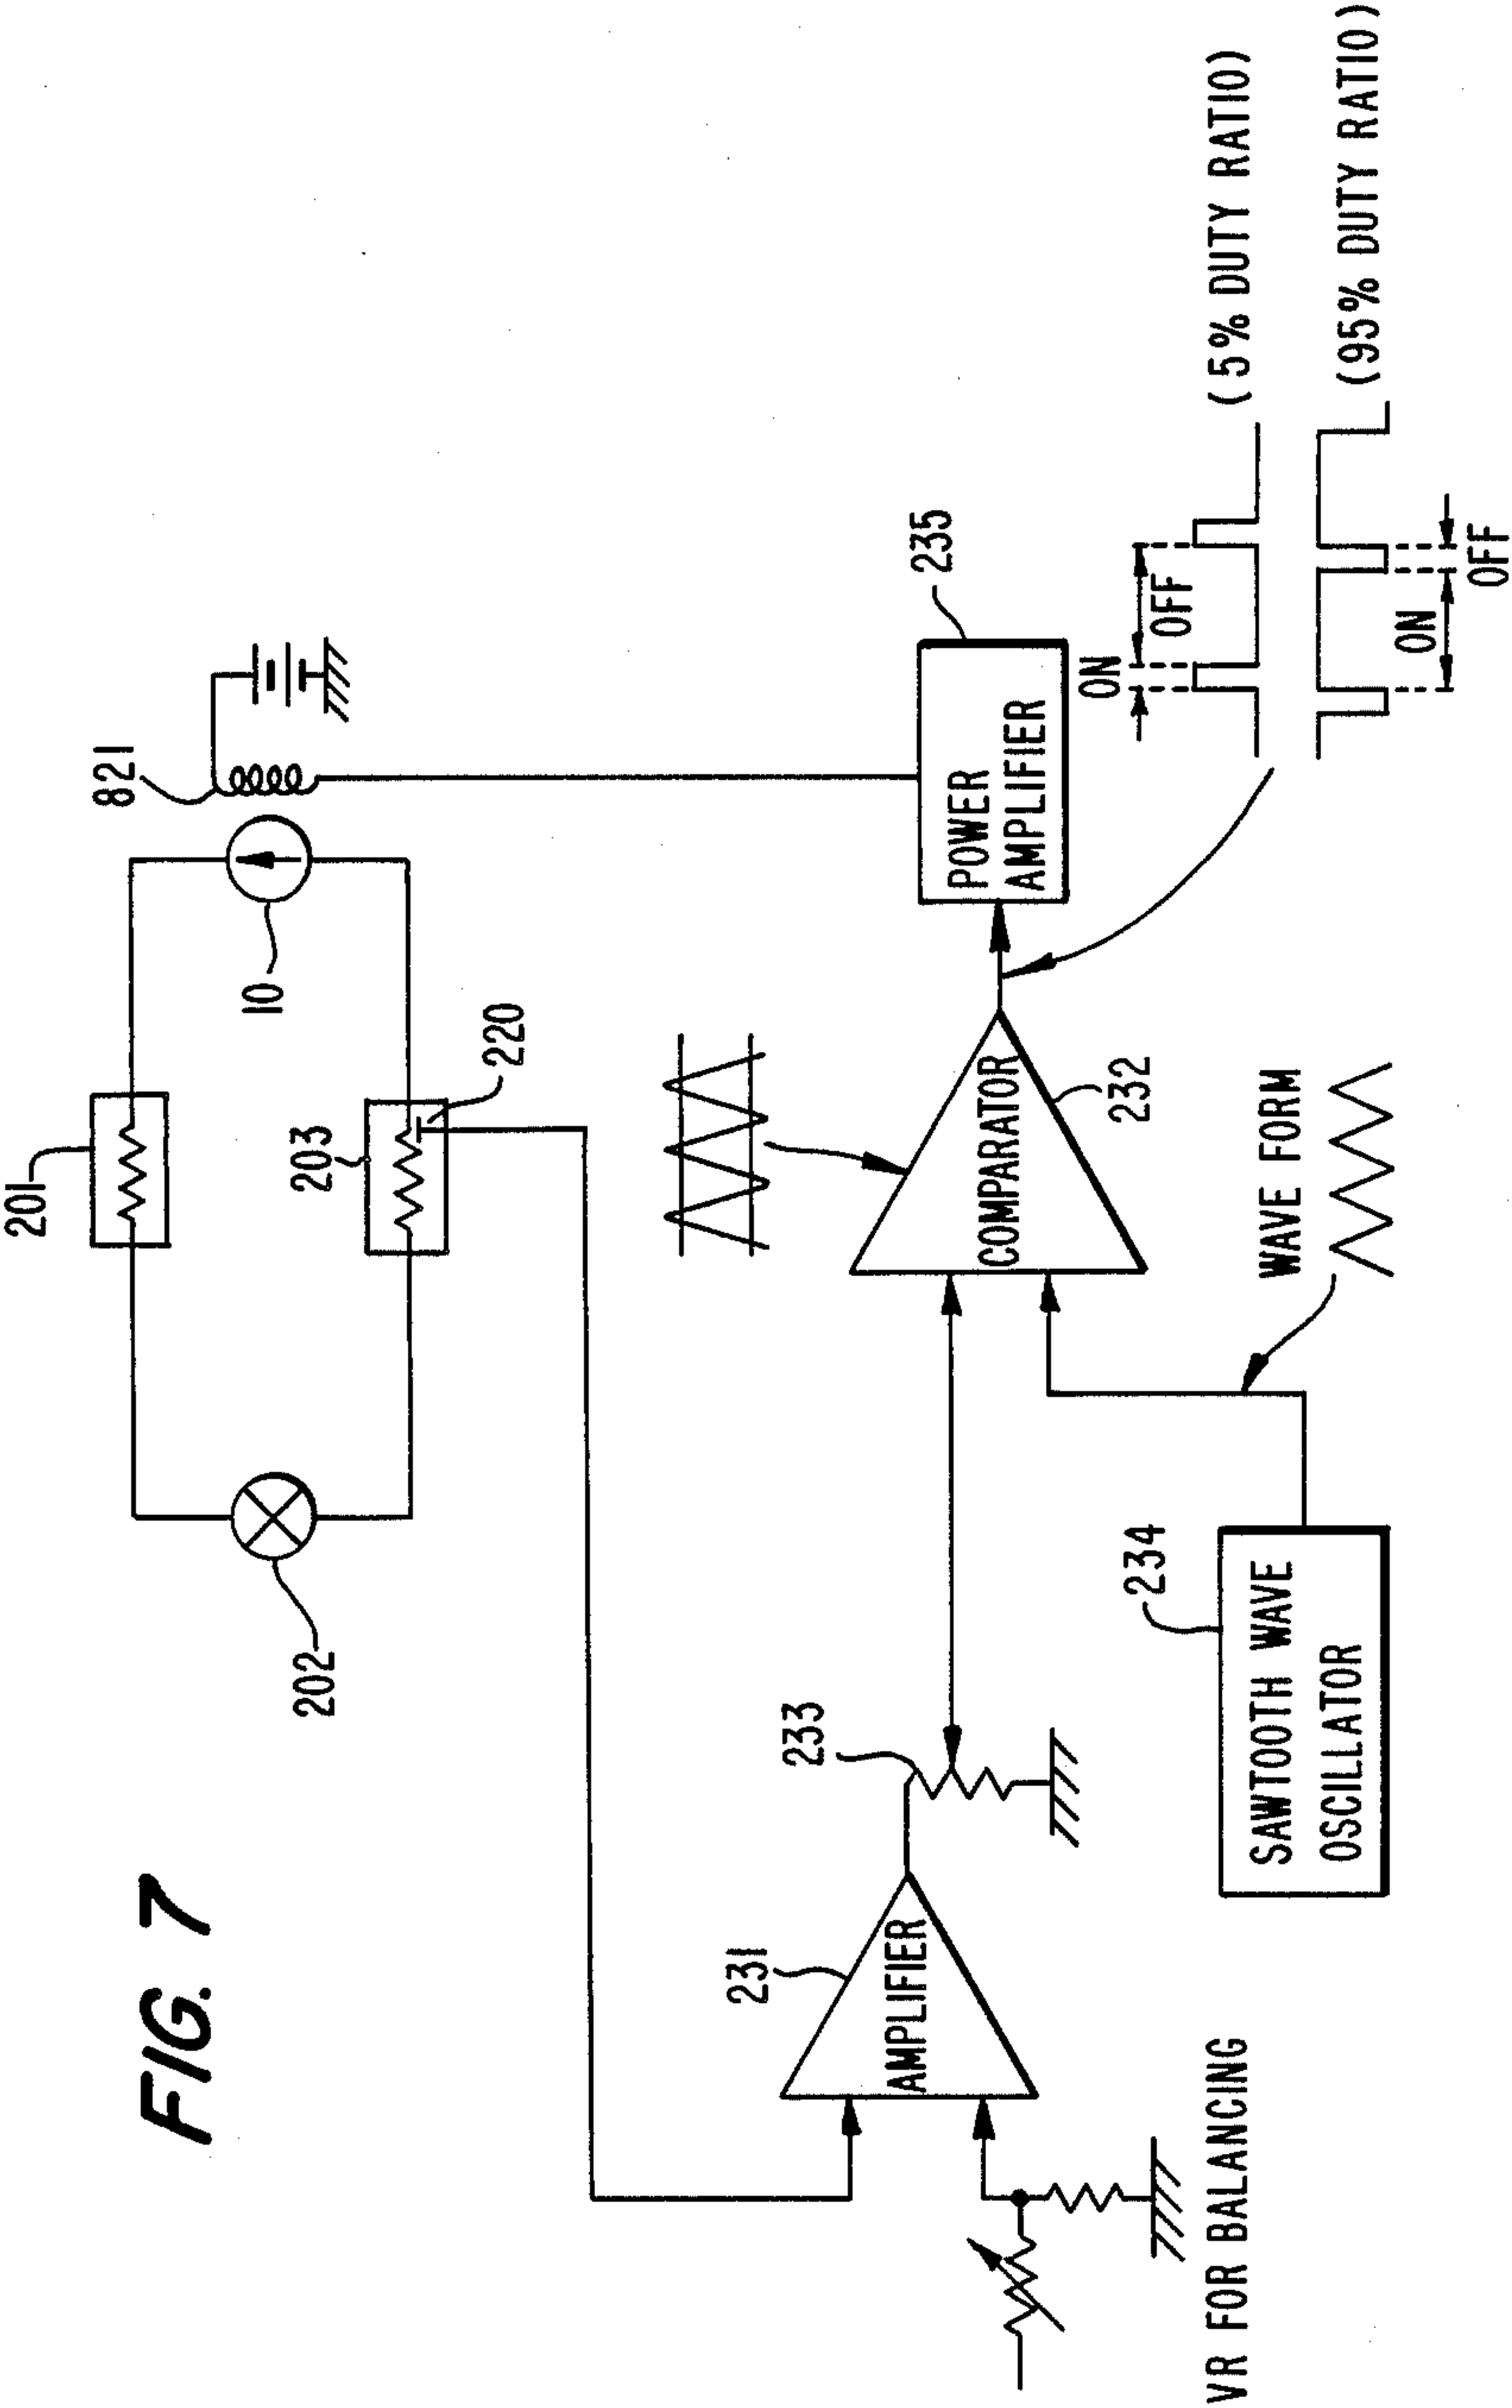 FIG. 7
201
202
203
10
220
821
231
AMPLIFIER
VR FOR BALANCING
233
COMPARATOR
232
SAWTOOTH WAVE
OSCILLATOR
234
WAVE FORM
POWER
AMPLIFIER
235
ON
OFF
(5% DUTY RATIO)
ON
OFF
(95% DUTY RATIO)